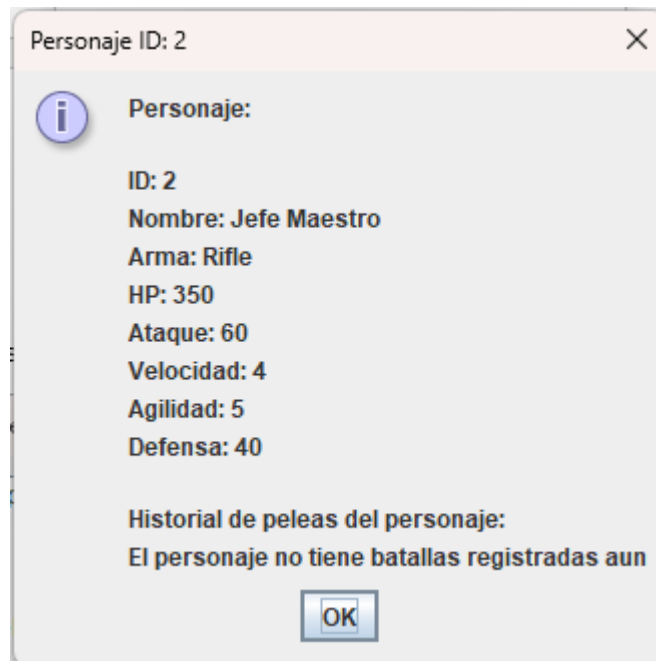 Personaje ID: 2
Personaje:
ID: 2
Nombre: Jefe Maestro
Arma: Rifle
HP: 350
Ataque: 60
Velocidad: 4
Agilidad: 5
Defensa: 40
Historial de peleas del personaje:
El personaje no tiene batallas registradas aun
OK